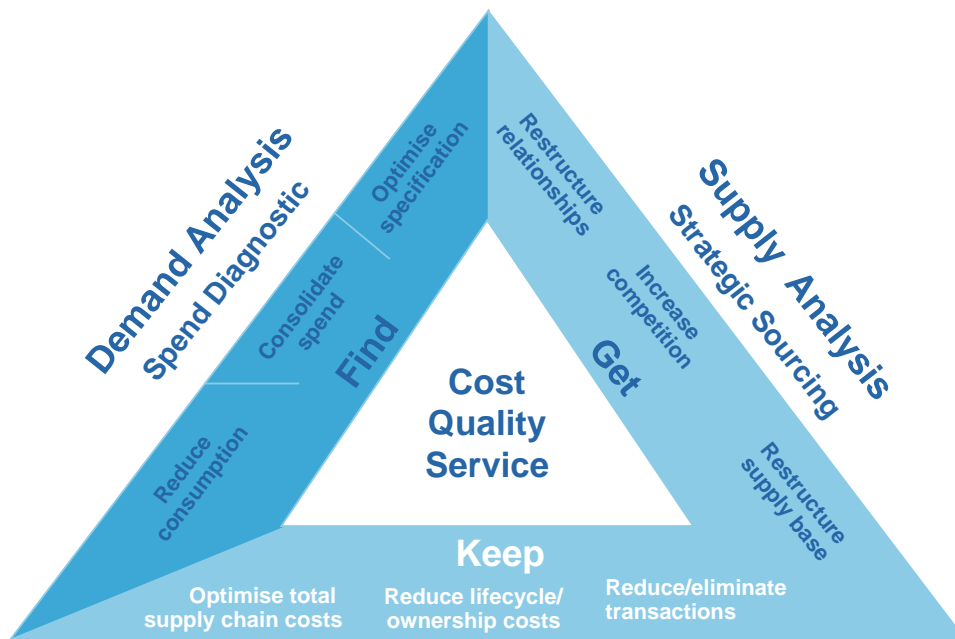 Demand Analysis
Spend Diagnostic
Optimise
specification
Consolidate
spend
Reduce
consumption
Find
Supply Analysis
Strategic Sourcing
Restructure
relationships
Increase
competition
Restructure
supply base
Get
Cost
Quality
Service
Keep
Optimise total
supply chain costs
Reduce lifecycle/
ownership costs
Reduce/eliminate
transactions